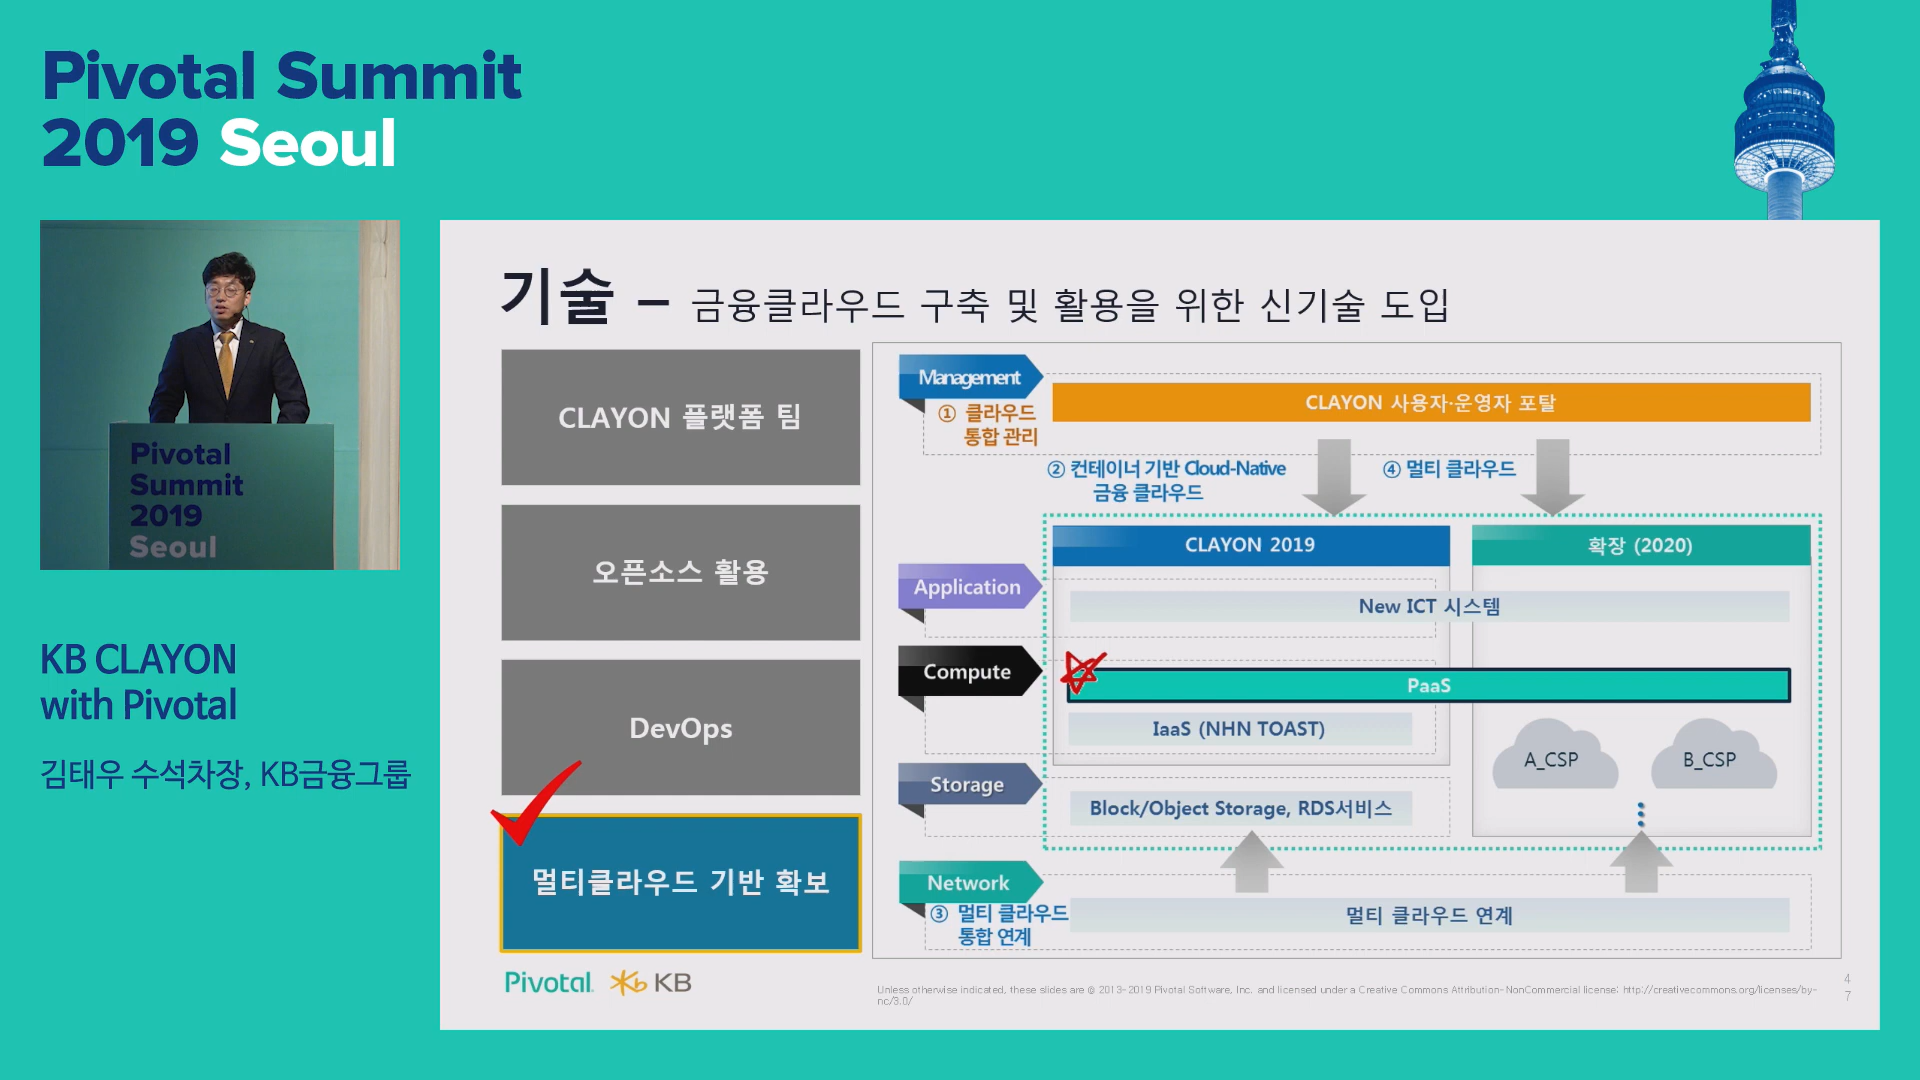 Pivotal Summit
2019 Seoul
Pivotal
Summit
2019
Seoul
KB CLAYON
with Pivotal
김태우 수석차장, KB금융그룹
기술 – 금융클라우드 구축 및 활용을 위한 신기술 도입
CLAYON 플랫폼 팀
오픈소스 활용
DevOps
멀티클라우드 기반 확보
Management
① 클라우드
통합 관리
CLAYON 사용자·운영자 포탈
② 컨테이너 기반 Cloud-Native
금융 클라우드
④ 멀티 클라우드
CLAYON 2019
확장 (2020)
Application
New ICT 시스템
Compute
PaaS
IaaS (NHN TOAST)
A_CSP
B_CSP
Storage
Block/Object Storage, RDS서비스
Network
③ 멀티 클라우드
통합 연계
멀티 클라우드 연계
Pivotal
KB
Unless otherwise indicated, these slides are © 2013-2019 Pivotal Software, Inc. and licensed under a Creative Commons Attribution-NonCommercial license: http://creativecommons.org/licenses/by-
nc/3.0/
4
7